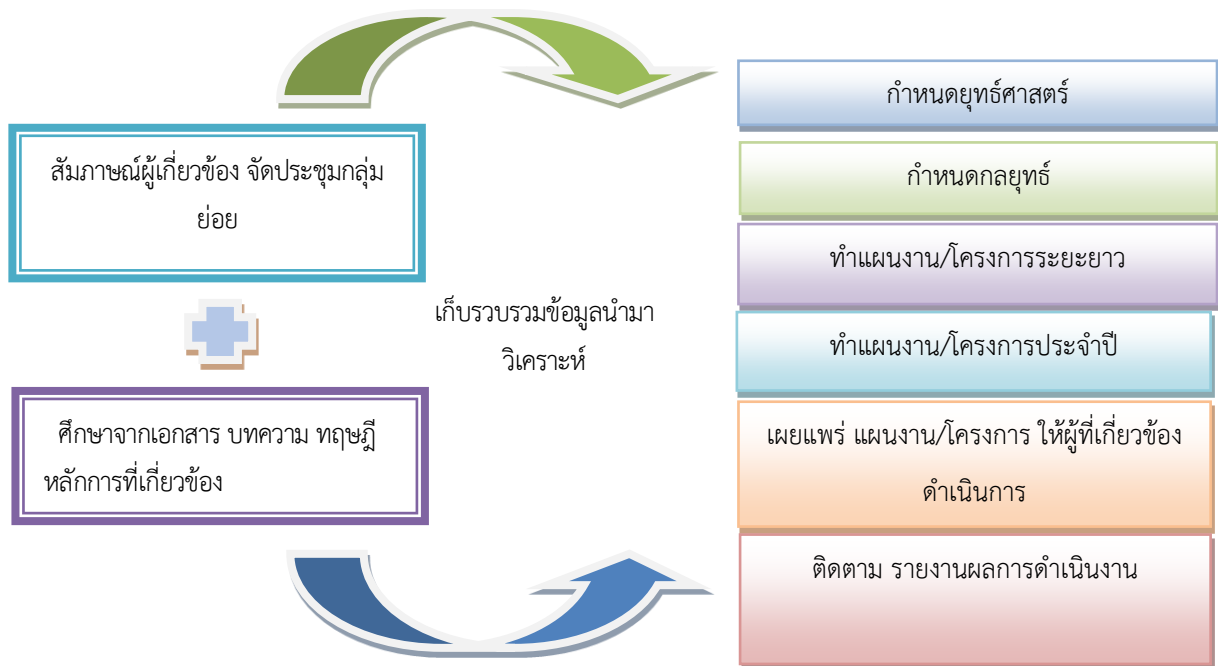 สัมภาษณ์ผู้เกี่ยวข้อง จัดประชุมกลุ่ม
ย่อย
ศึกษาจากเอกสาร บทความ ทฤษฎี
หลักการที่เกี่ยวข้อง
เก็บรวบรวมข้อมูลนำมา
วิเคราะห์
กำหนดยุทธ์ศาสตร์
กำหนดกลยุทธ์
ทำแผนงาน/โครงการระยะยาว
ทำแผนงาน/โครงการประจำปี
เผยแพร่ แผนงาน/โครงการ ให้ผู้ที่เกี่ยวข้อง
ดำเนินการ
ติดตาม รายงานผลการดำเนินงาน